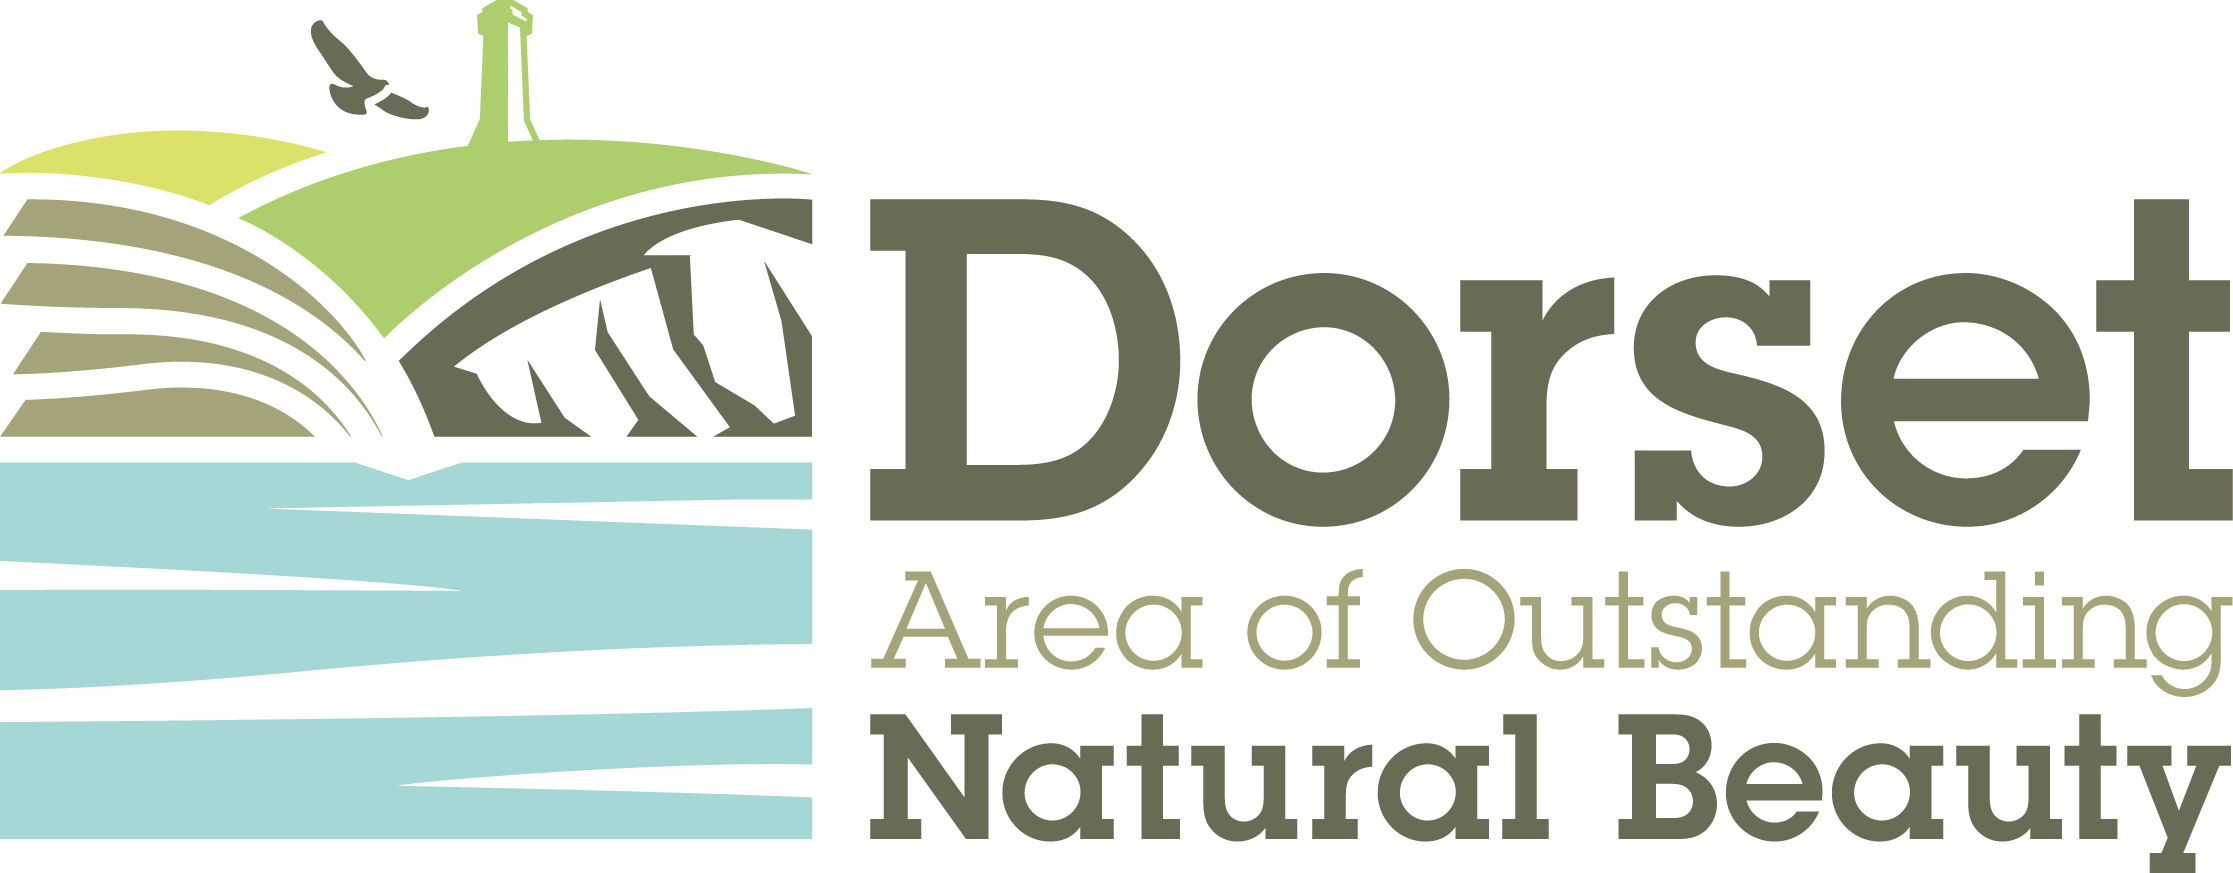 Dorset
Area of Outstanding
Natural Beauty